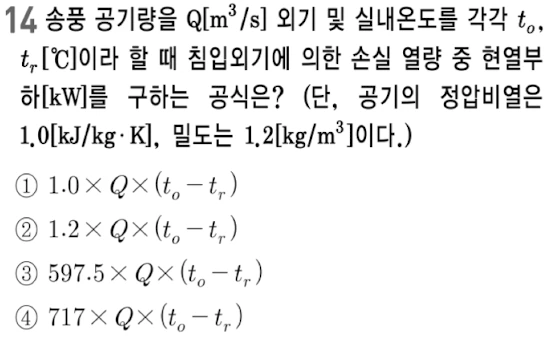 14 송풍 공기량을 Q[m³/s] 외기 및 실내온도를 각각 tₒ,
tᵣ[℃]이라 할 때 침입외기에 의한 손실 열량 중 현열부
하[kW]를 구하는 공식은? (단, 공기의 정압비열은
1.0[kJ/kg·K], 밀도는 1.2[kg/m³]이다.)
① 1.0×Q×(tₒ-tᵣ)
② 1.2×Q×(tₒ-tᵣ)
③ 597.5×Q×(tₒ-tᵣ)
④ 717×Q×(tₒ-tᵣ)